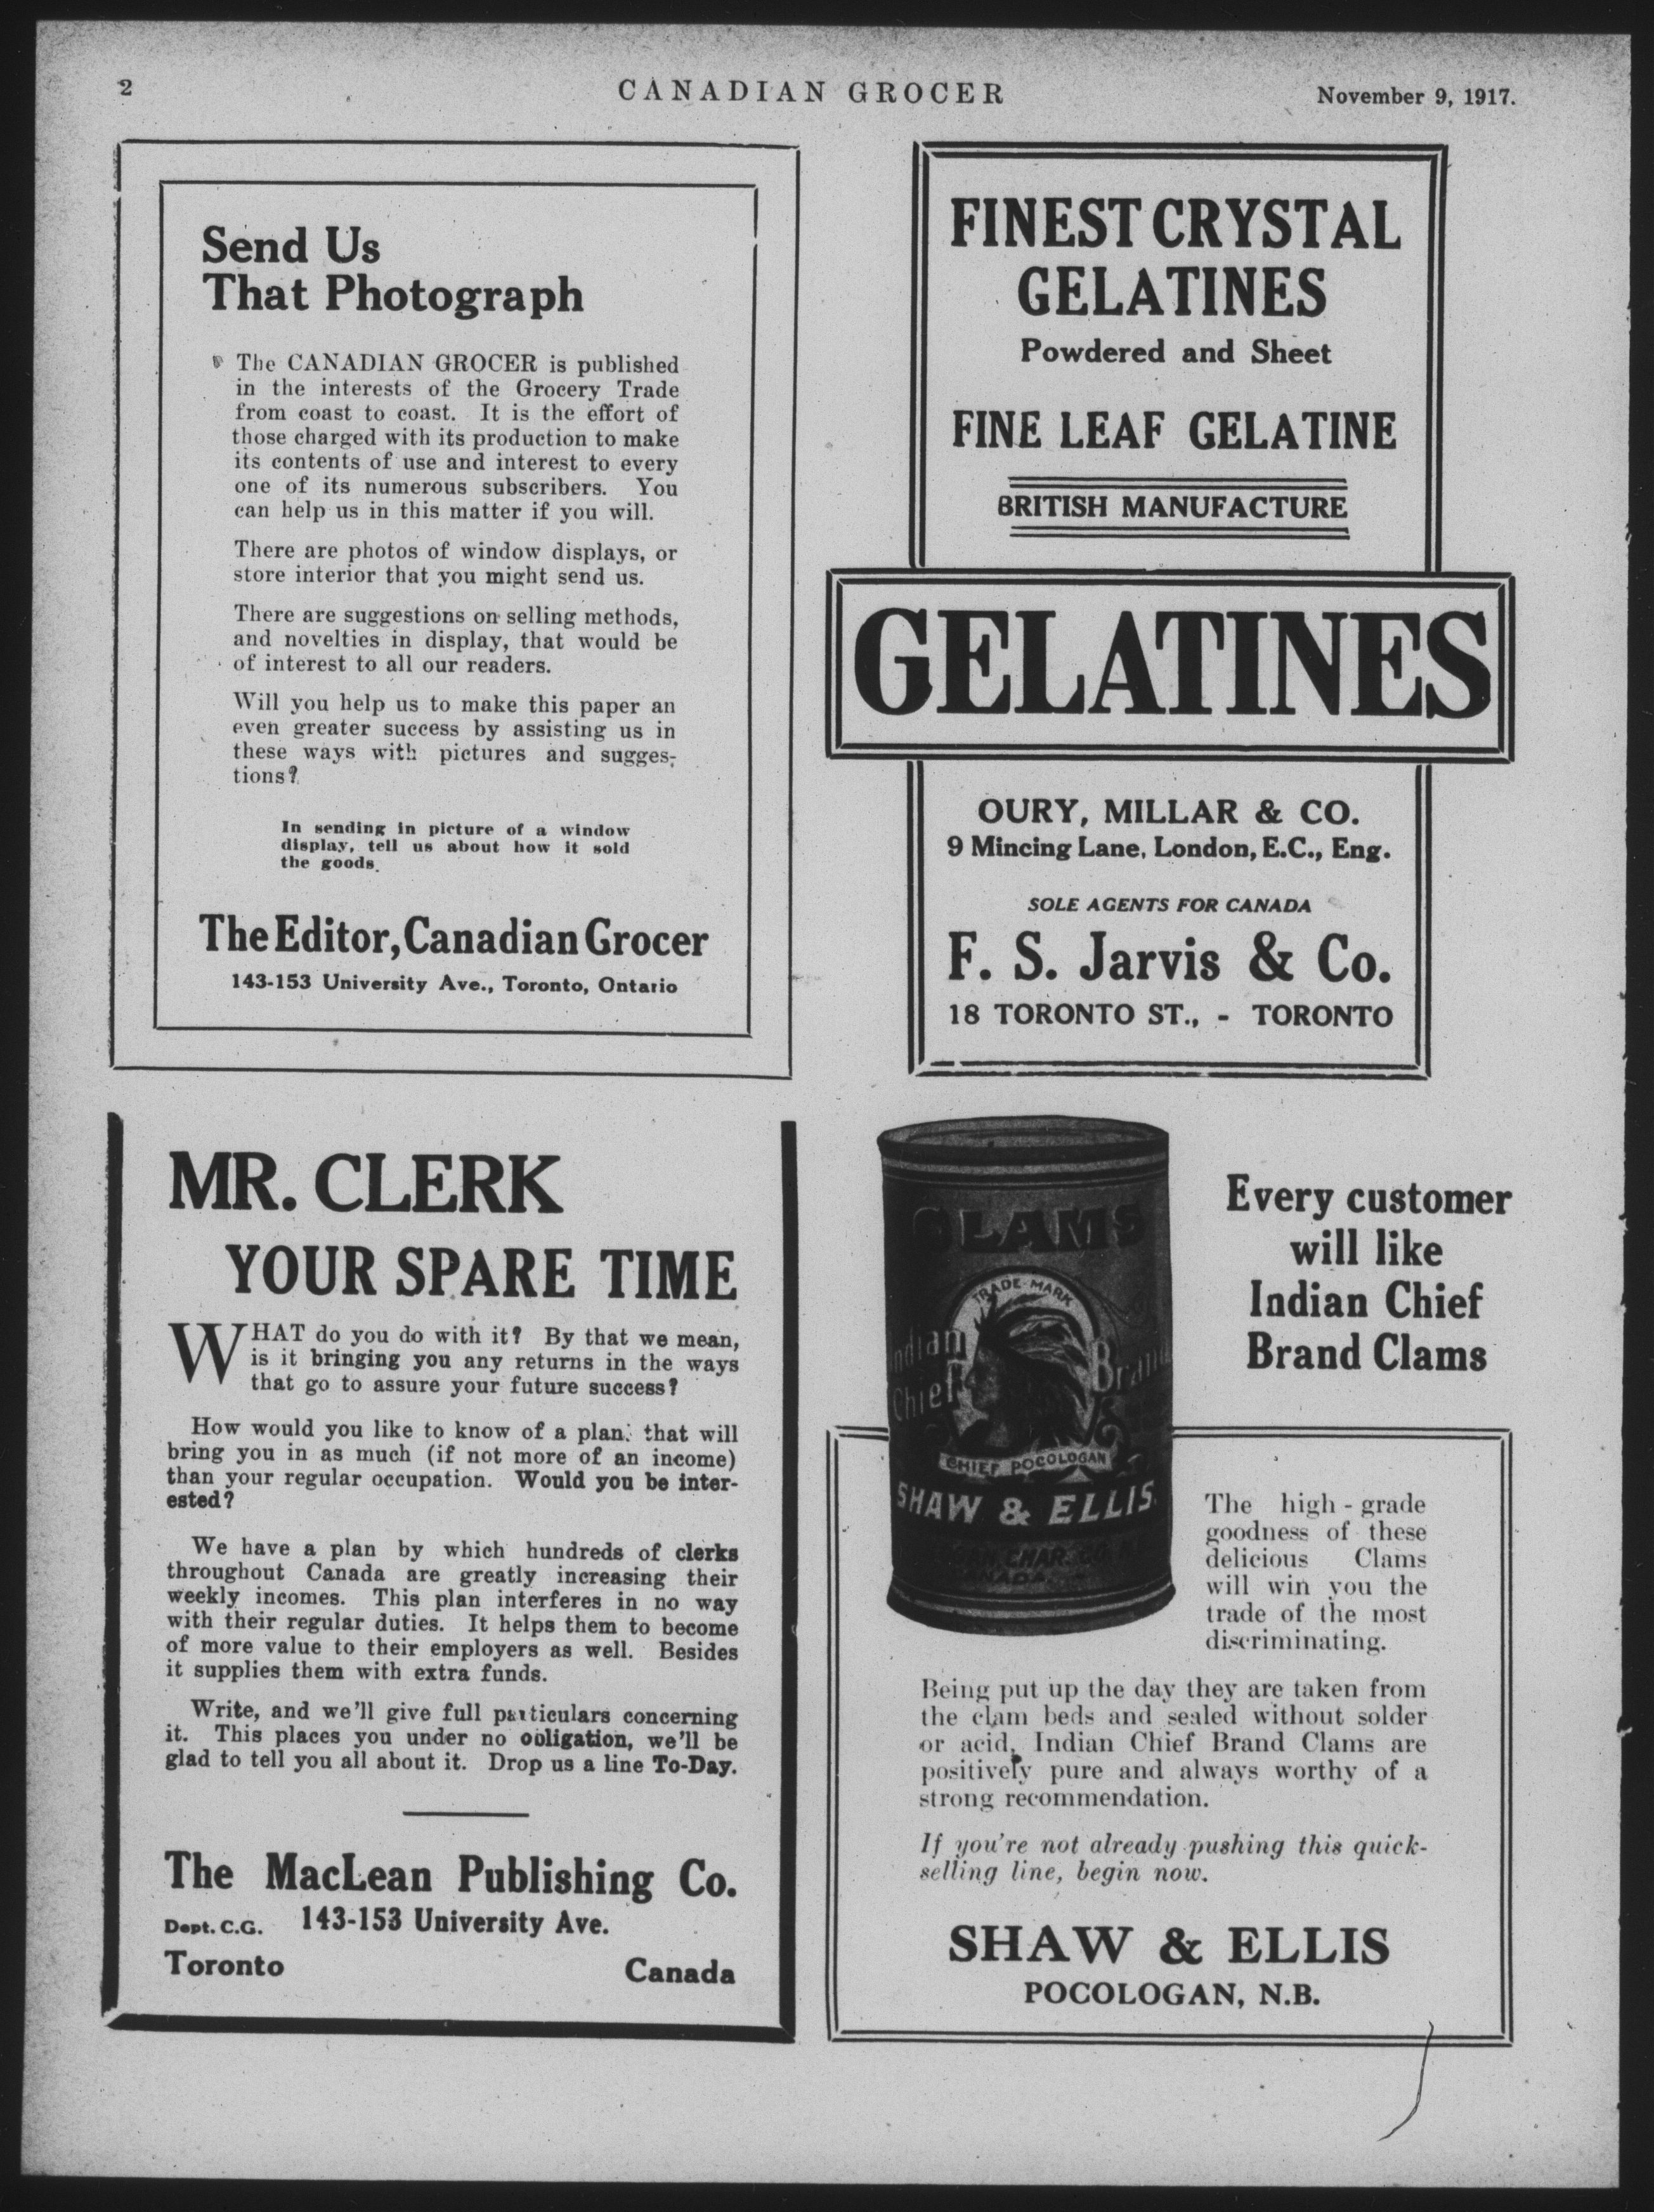 2
CANADIAN GROCER
November 9, 1917.
Send Us
That Photograph
The CANADIAN GROCER is published
in the interests of the Grocery Trade
from coast to coast. It is the effort of
those charged with its production to make
its contents of use and interest to every
one of its numerous subscribers. You
can help us in this matter if you will.
There are photos of window displays, or
store interior that you might send us.
There are suggestions on selling methods,
and novelties in display, that would be
of interest to all our readers.
Will you help us to make this paper an
even greater success by assisting us in
these ways with pictures and sugges-
tions?
In sending in picture of a window
display, tell us about how it sold
the goods.
The Editor, Canadian Grocer
143-153 University Ave., Toronto, Ontario
FINEST CRYSTAL
GELATINES
Powdered and Sheet
FINE LEAF GELATINE
BRITISH MANUFACTURE
GELATINES
OURY, MILLAR & CO.
9 Mincing Lane, London, E.C., Eng.
SOLE AGENTS FOR CANADA
F. S. Jarvis & Co.
18 TORONTO ST., - TORONTO
MR. CLERK
YOUR SPARE TIME
WHAT do you do with it? By that we mean,
is it bringing you any returns in the ways
that go to assure your future success?
How would you like to know of a plan that will
bring you in as much (if not more of an income)
than your regular occupation. Would you be inter-
ested?
We have a plan by which hundreds of clerks
throughout Canada are greatly increasing their
weekly incomes. This plan interferes in no way
with their regular duties. It helps them to become
of more value to their employers as well. Besides
it supplies them with extra funds.
Write, and we'll give full particulars concerning
it. This places you under no obligation, we'll be
glad to tell you all about it. Drop us a line To-Day.
The MacLean Publishing Co.
Dept. C.G. 143-153 University Ave.
Toronto Canada
CLAMS
TRADE-MARK
Indian Brand
Chief
CHIEF POCOLOGAN
SHAW & ELLIS
CANADA
Every customer
will like
Indian Chief
Brand Clams
The high-grade
goodness of these
delicious Clams
will win you the
trade of the most
discriminating.
Being put up the day they are taken from
the clam beds and sealed without solder
or acid, Indian Chief Brand Clams are
positively pure and always worthy of a
strong recommendation.
If you're not already pushing this quick-
selling line, begin now.
SHAW & ELLIS
POCOLOGAN, N.B.